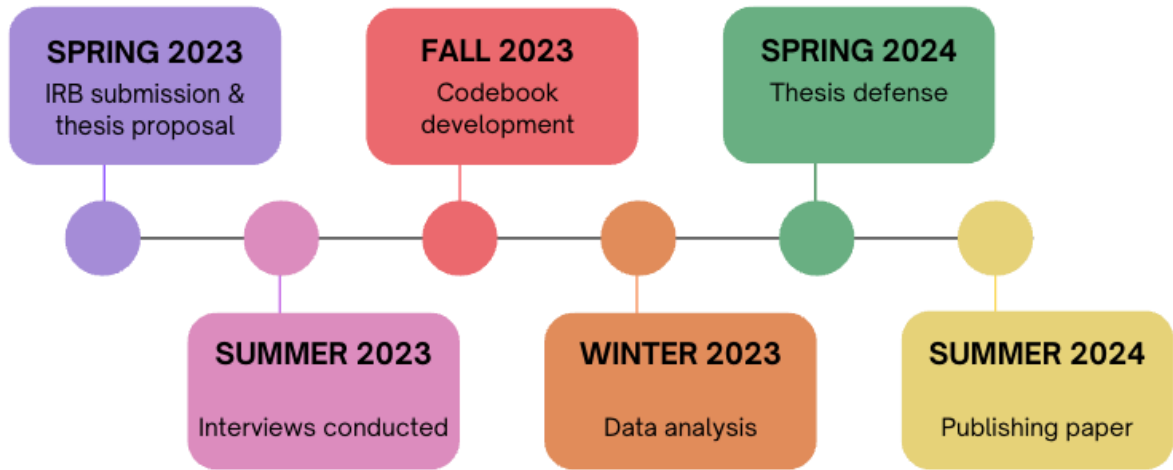 SPRING 2023
IRB submission &
thesis proposal
SUMMER 2023
Interviews conducted
FALL 2023
Codebook
development
WINTER 2023
Data analysis
SPRING 2024
Thesis defense
SUMMER 2024
Publishing paper